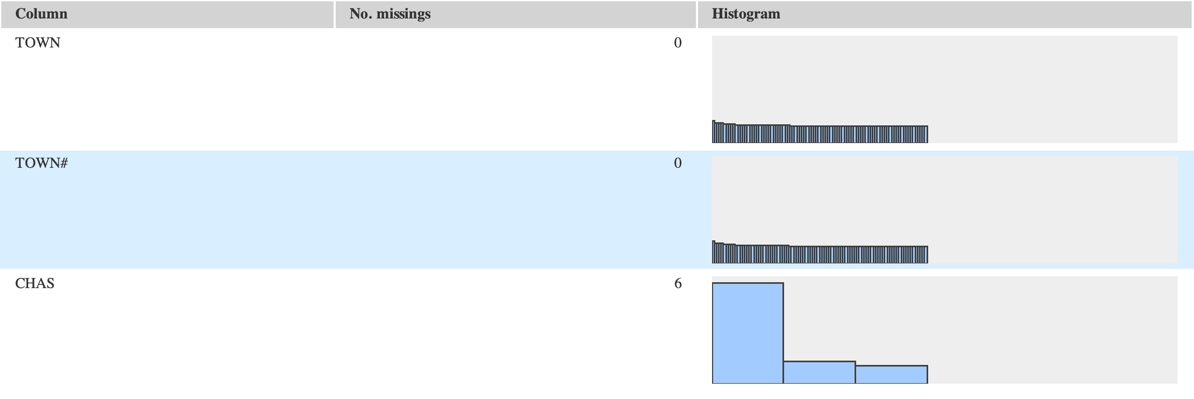 Column No. missings Histogram
TOWN 0
TOWN# 0
CHAS 6